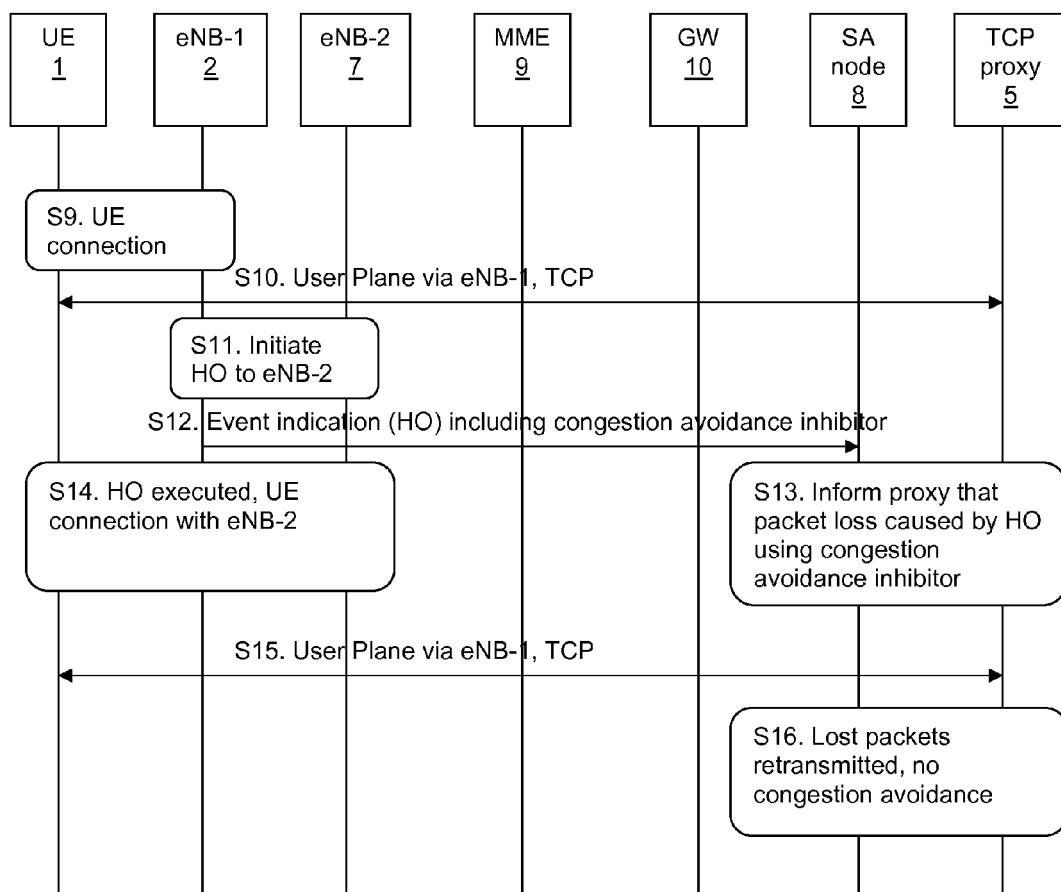 UE
1
eNB-1
2
eNB-2
7
MME
9
GW
10
SA
node
8
TCP
proxy
5
S9. UE
connection
S10. User Plane via eNB-1, TCP
S11. Initiate
HO to eNB-2
S12. Event indication (HO) including congestion avoidance inhibitor
S14. HO executed, UE
connection with eNB-2
S13. Inform proxy that
packet loss caused by HO
using congestion
avoidance inhibitor
S15. User Plane via eNB-1, TCP
S16. Lost packets
retransmitted, no
congestion avoidance